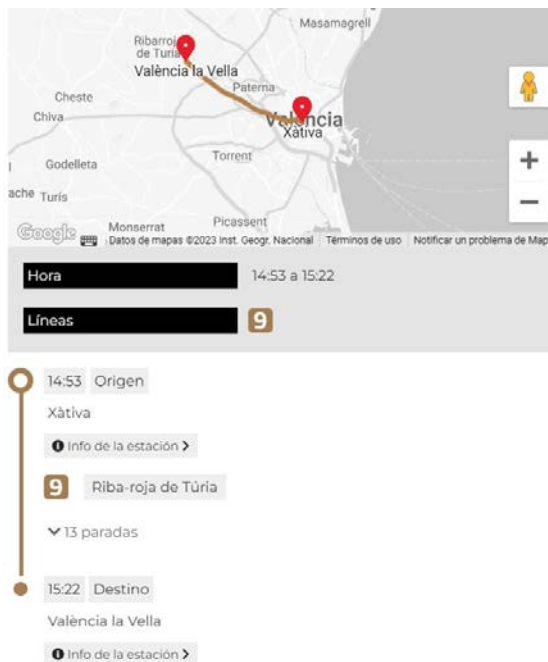 Masamagrell
Ribarroja
de Turia
València la Vella
Paterna
Cheste
València
Chiva
Xàtiva
Torrent
Godelleta
Turís
Picassent
Monserrat
Google
Datos de mapas ©2023 Inst. Geogr. Nacional Términos de uso Notificar un problema de Map
Hora 14:53 a 15:22
Líneas 9
14:53 Origen
Xàtiva
Info de la estación >
9 Riba-roja de Túria
13 paradas
15:22 Destino
València la Vella
Info de la estación >